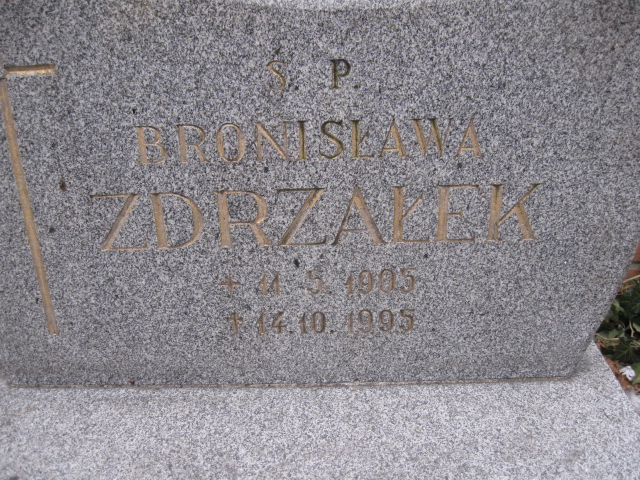 Ś. P.
BRONISŁAWA
ZDRZAŁEK
+ 11. 5. 1905
+ 14.10.1995